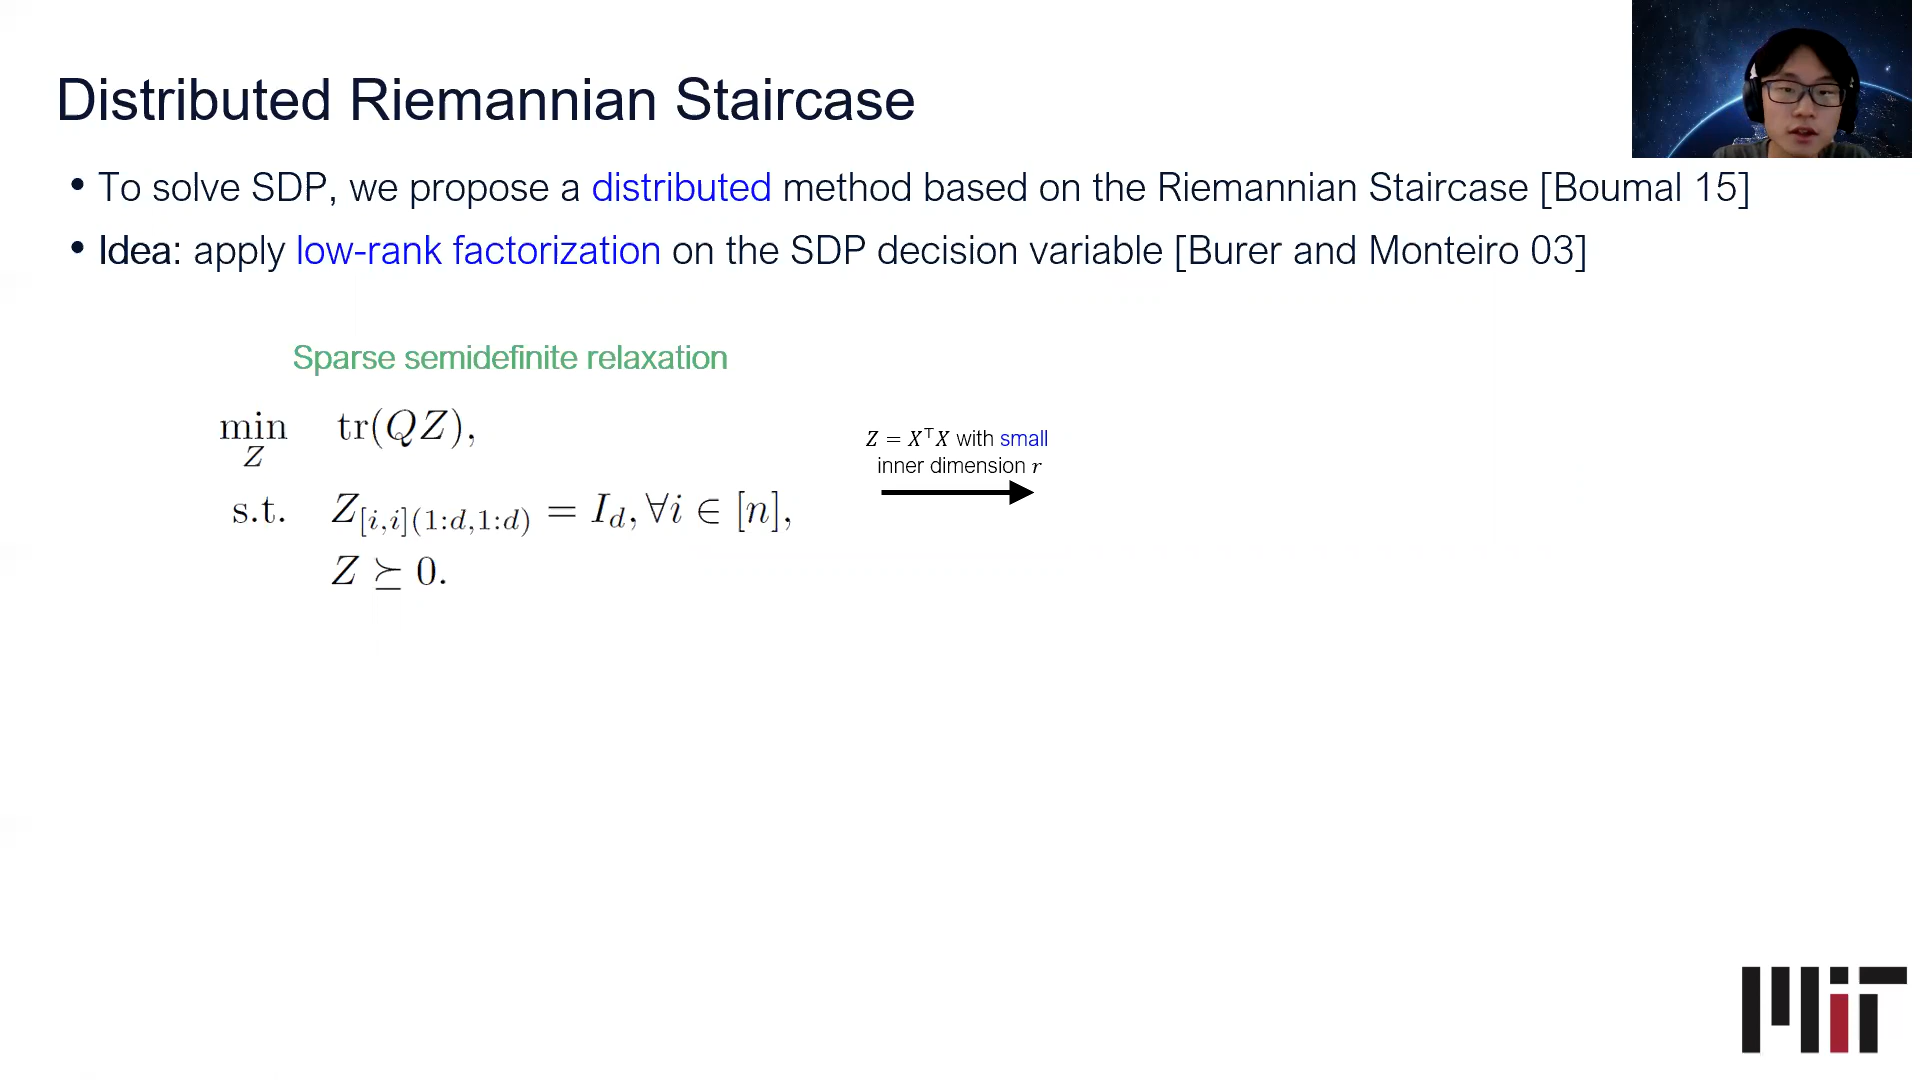 Distributed Riemannian Staircase
• To solve SDP, we propose a distributed method based on the Riemannian Staircase [Boumal 15]
• Idea: apply low-rank factorization on the SDP decision variable [Burer and Monteiro 03]
Sparse semidefinite relaxation
min_Z tr(QZ),
s.t. Z_{[i,i](1:d,1:d)} = I_d, ∀i ∈ [n],
Z ⪰ 0.
Z = X⊤X with small
inner dimension r
MIT